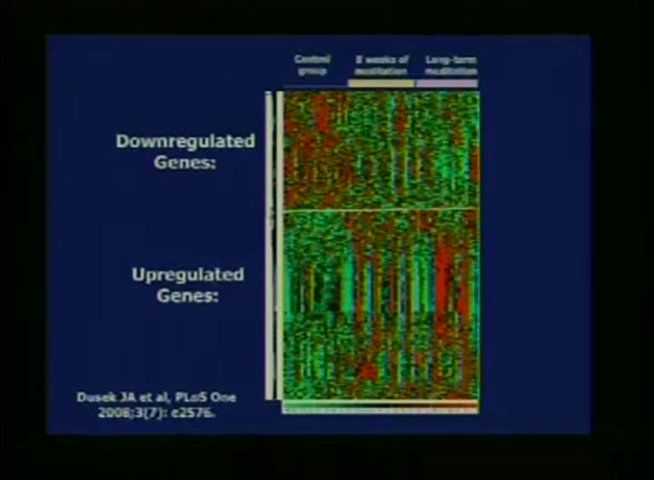 Control 8 weeks of Long-term
group meditation meditation
Downregulated
Genes:
Upregulated
Genes:
Dusek JA et al, PLoS One
2008;3(7): e2576.